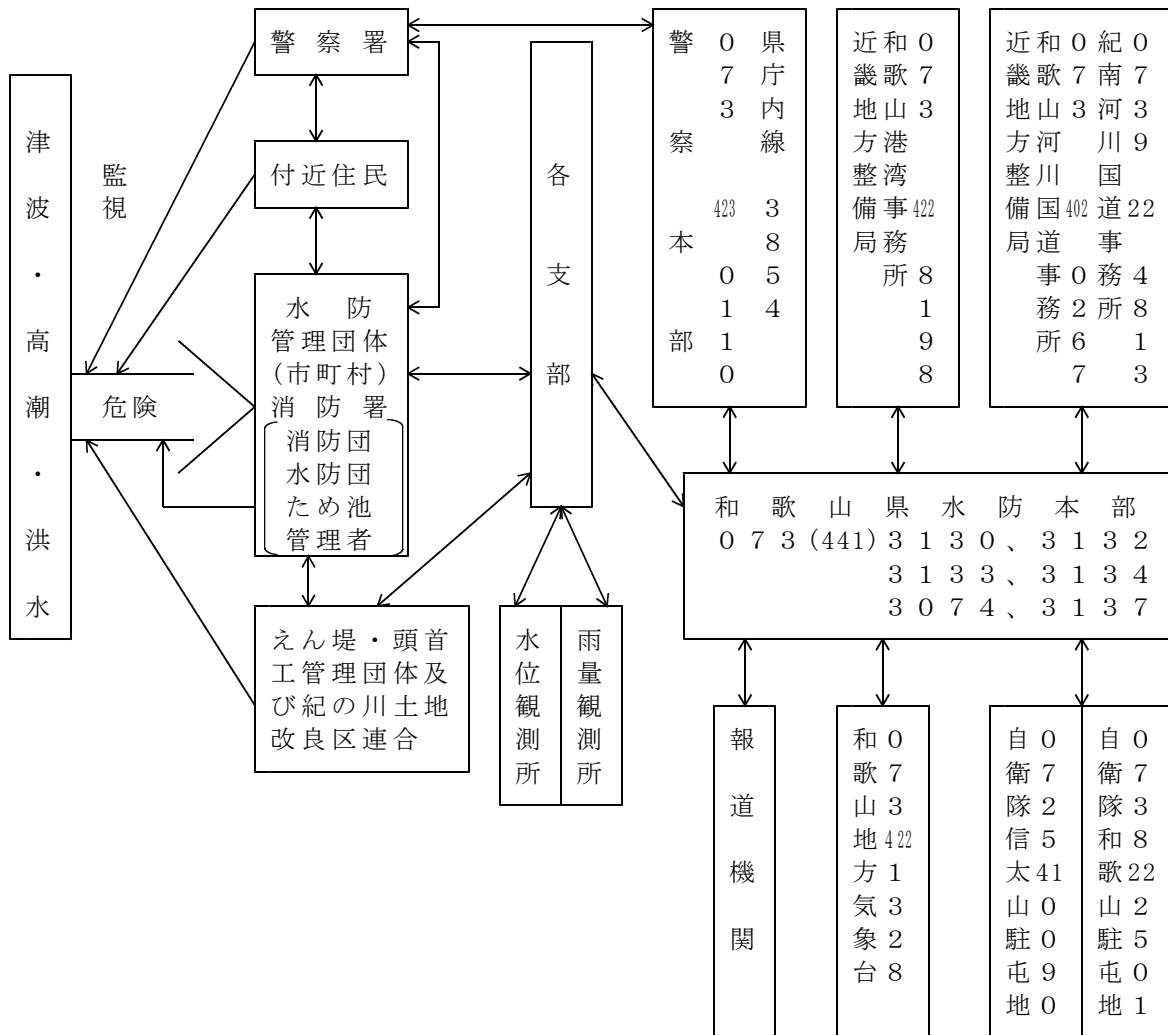 警察署
付近住民
水防
管理団体
(市町村)
消防署
消防団
水防団
ため池
管理者
えん堤・頭首
工管理団体及
び紀の川土地
改良区連合
津波・高潮・洪水
監視
危険
各支部
水位観測所
雨量観測所
警察本部
073 423 0110
県庁内線 3854
近畿地方整備局
和歌山港湾事務所
073 422 8198
近畿地方整備局
和歌山河川国道事務所
073 402 0267
紀南河川国道事務所
0739 22 4813
和歌山県水防本部
073(441)3130、3132
3133、3134
3074、3137
報道機関
和歌山地方気象台
073 422 1328
自衛隊信太山駐屯地
0725 41 0090
自衛隊和歌山駐屯地
0738 22 2501